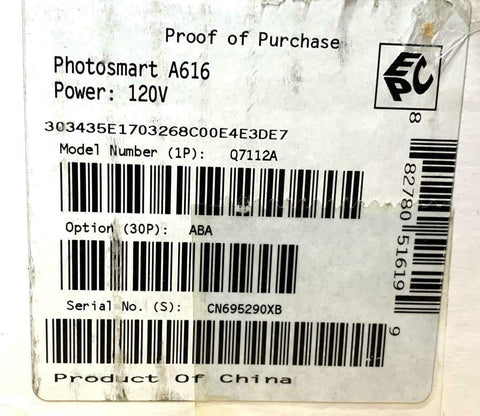 Proof of Purchase
Photosmart A616
Power: 120V
EPC
303435E1703268C00E4E3DE7
Model Number (1P): Q7112A
Option (30P): ABA
Serial No. (S): CN695290XB
Product Of China
8 82780 51619 9